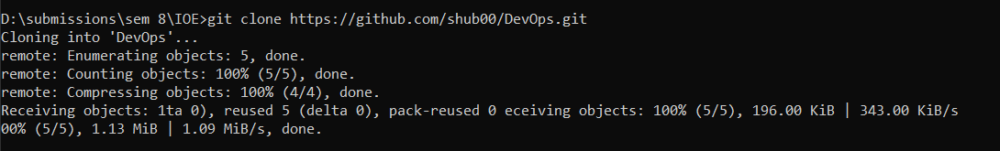 D:\submissions\sem 8\IOE>git clone https://github.com/shub00/DevOps.git
Cloning into 'DevOps'...
remote: Enumerating objects: 5, done.
remote: Counting objects: 100% (5/5), done.
remote: Compressing objects: 100% (4/4), done.
Receiving objects: 1ta 0), reused 5 (delta 0), pack-reused 0 eceiving objects: 100% (5/5), 196.00 KiB | 343.00 KiB/s
00% (5/5), 1.13 MiB | 1.09 MiB/s, done.